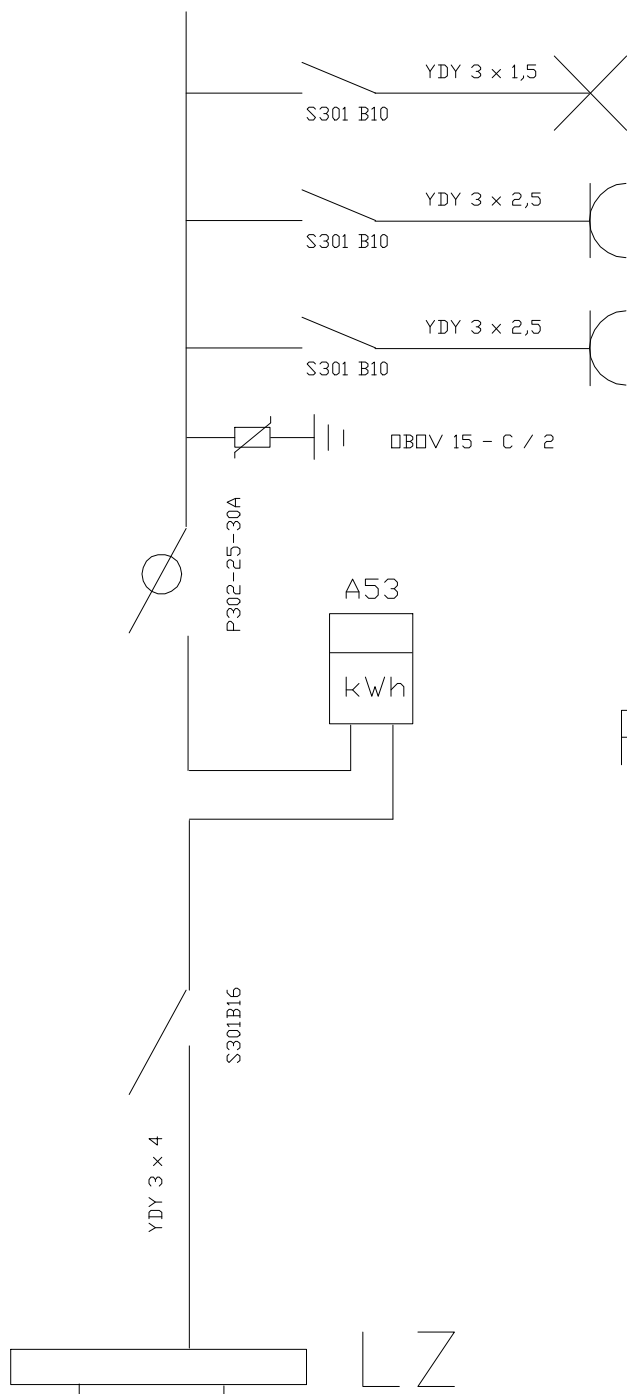 YDY 3 x 1,5
S301 B10
YDY 3 x 2,5
S301 B10
YDY 3 x 2,5
S301 B10
OBOV 15 - C / 2
P302-25-30A
A53
kWh
S301B16
YDY 3 x 4
LZ